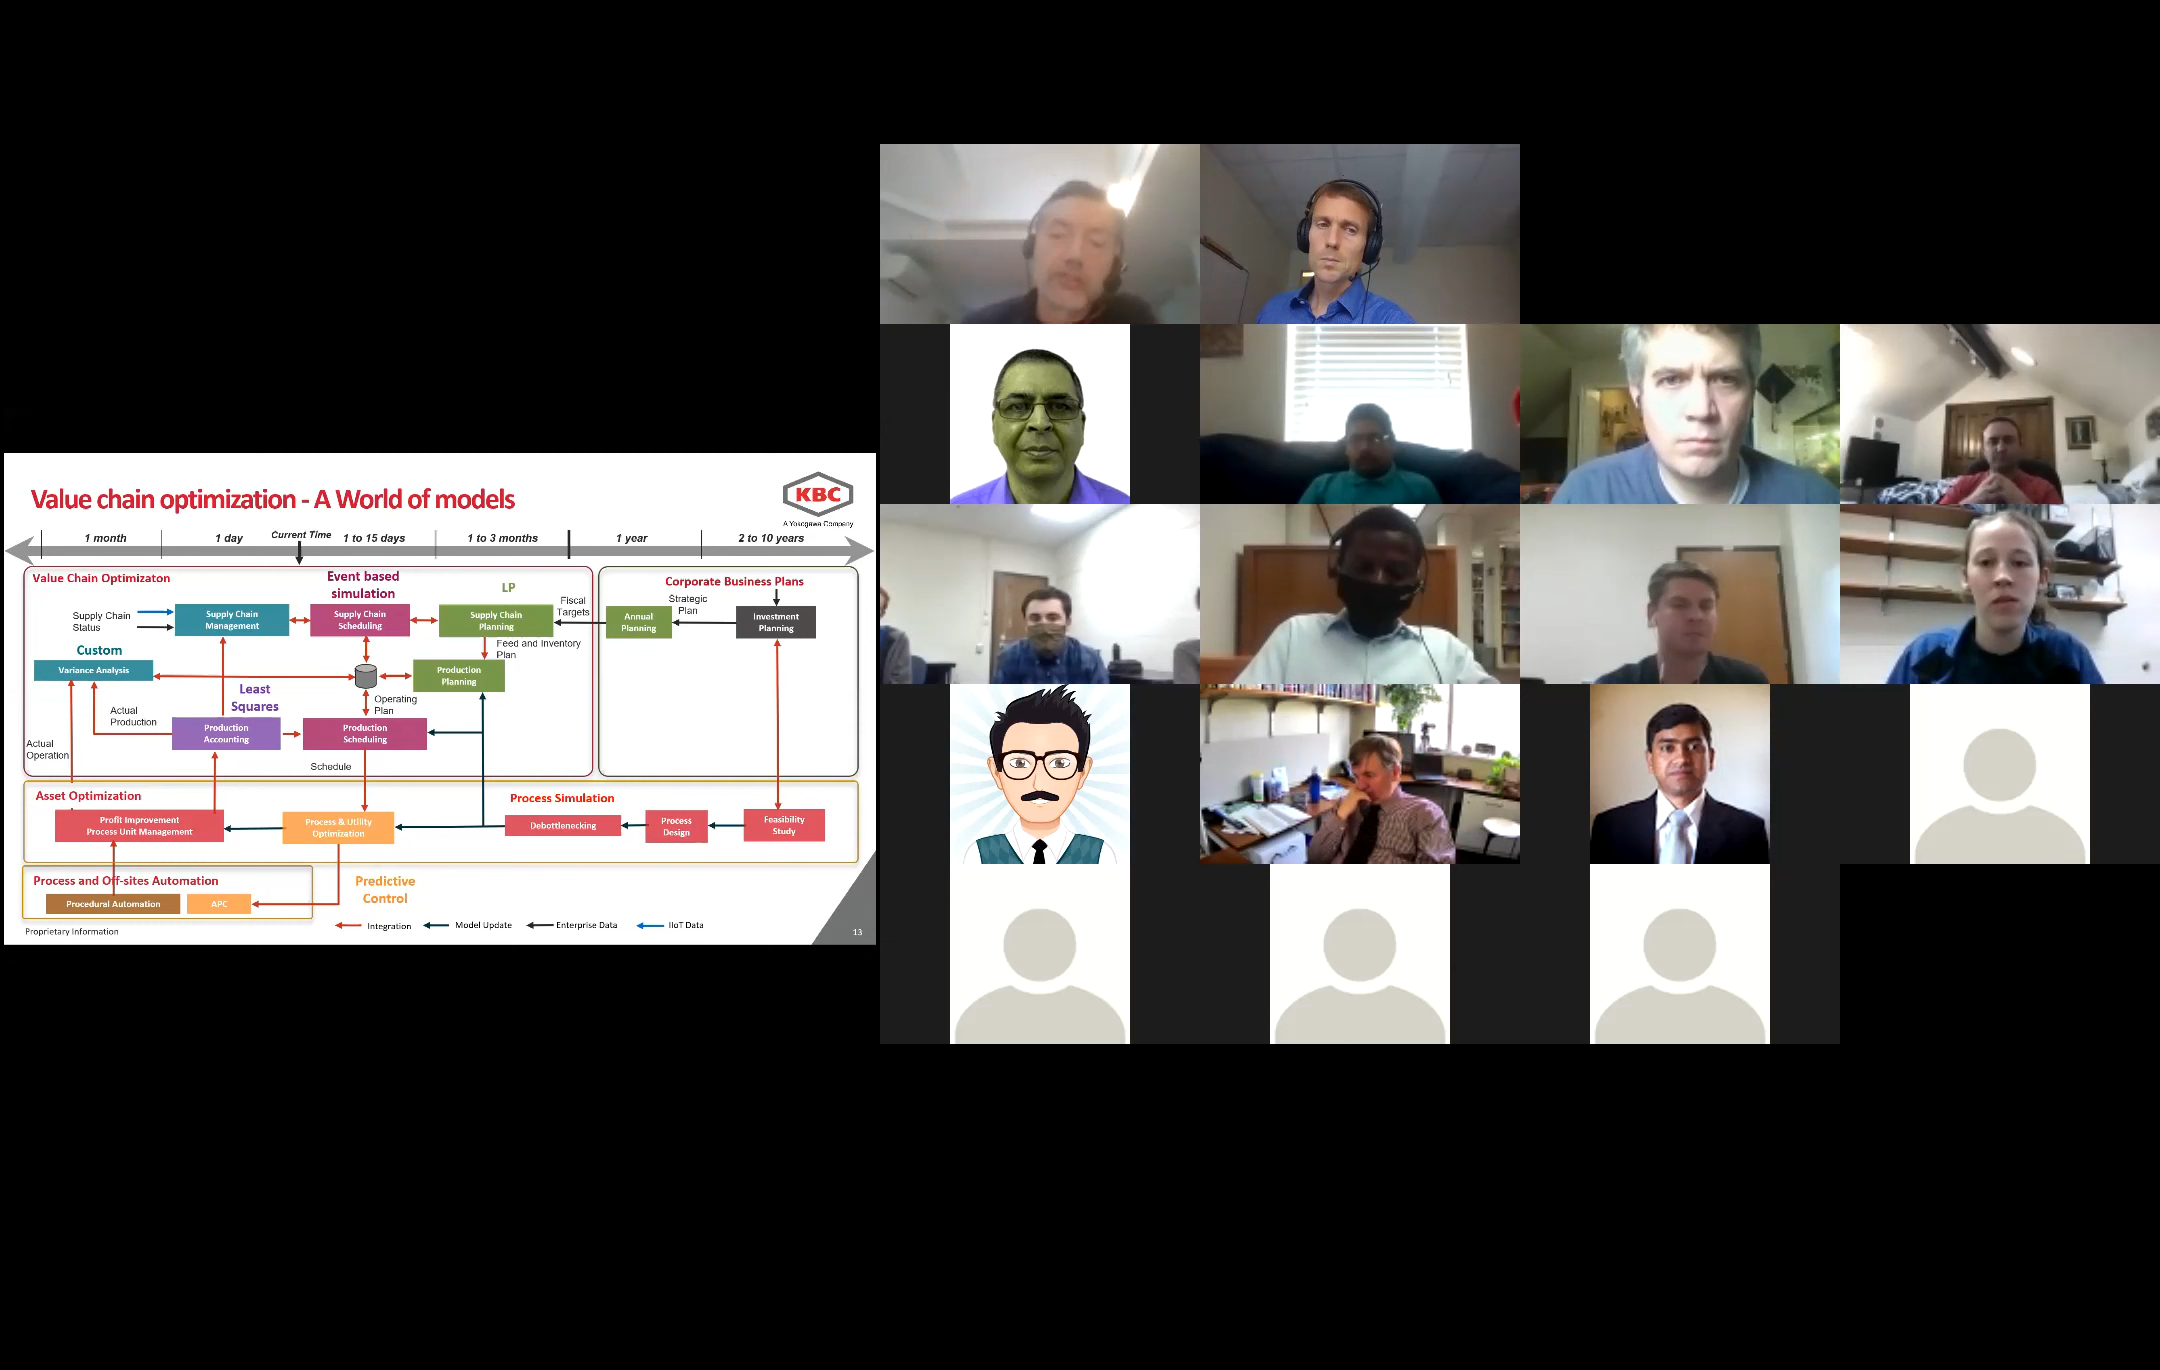 Value chain optimization - A World of models
KBC
A Yokogawa Company
1 month
1 day
Current Time
1 to 15 days
1 to 3 months
1 year
2 to 10 years
Value Chain Optimizaton
Event based
simulation
LP
Corporate Business Plans
Supply Chain
Status
Supply Chain
Management
Supply Chain
Scheduling
Supply Chain
Planning
Fiscal
Targets
Annual
Planning
Strategic
Plan
Investment
Planning
Feed and Inventory
Plan
Custom
Variance Analysis
Production
Planning
Least
Squares
Operating
Plan
Actual
Production
Production
Accounting
Production
Scheduling
Actual
Operation
Schedule
Asset Optimization
Process Simulation
Profit Improvement
Process Unit Management
Process & Utility
Optimization
Debottlenecking
Process
Design
Feasibility
Study
Process and Off-sites Automation
Predictive
Control
Procedural Automation
APC
Integration
Model Update
Enterprise Data
IIoT Data
Proprietary Information
13